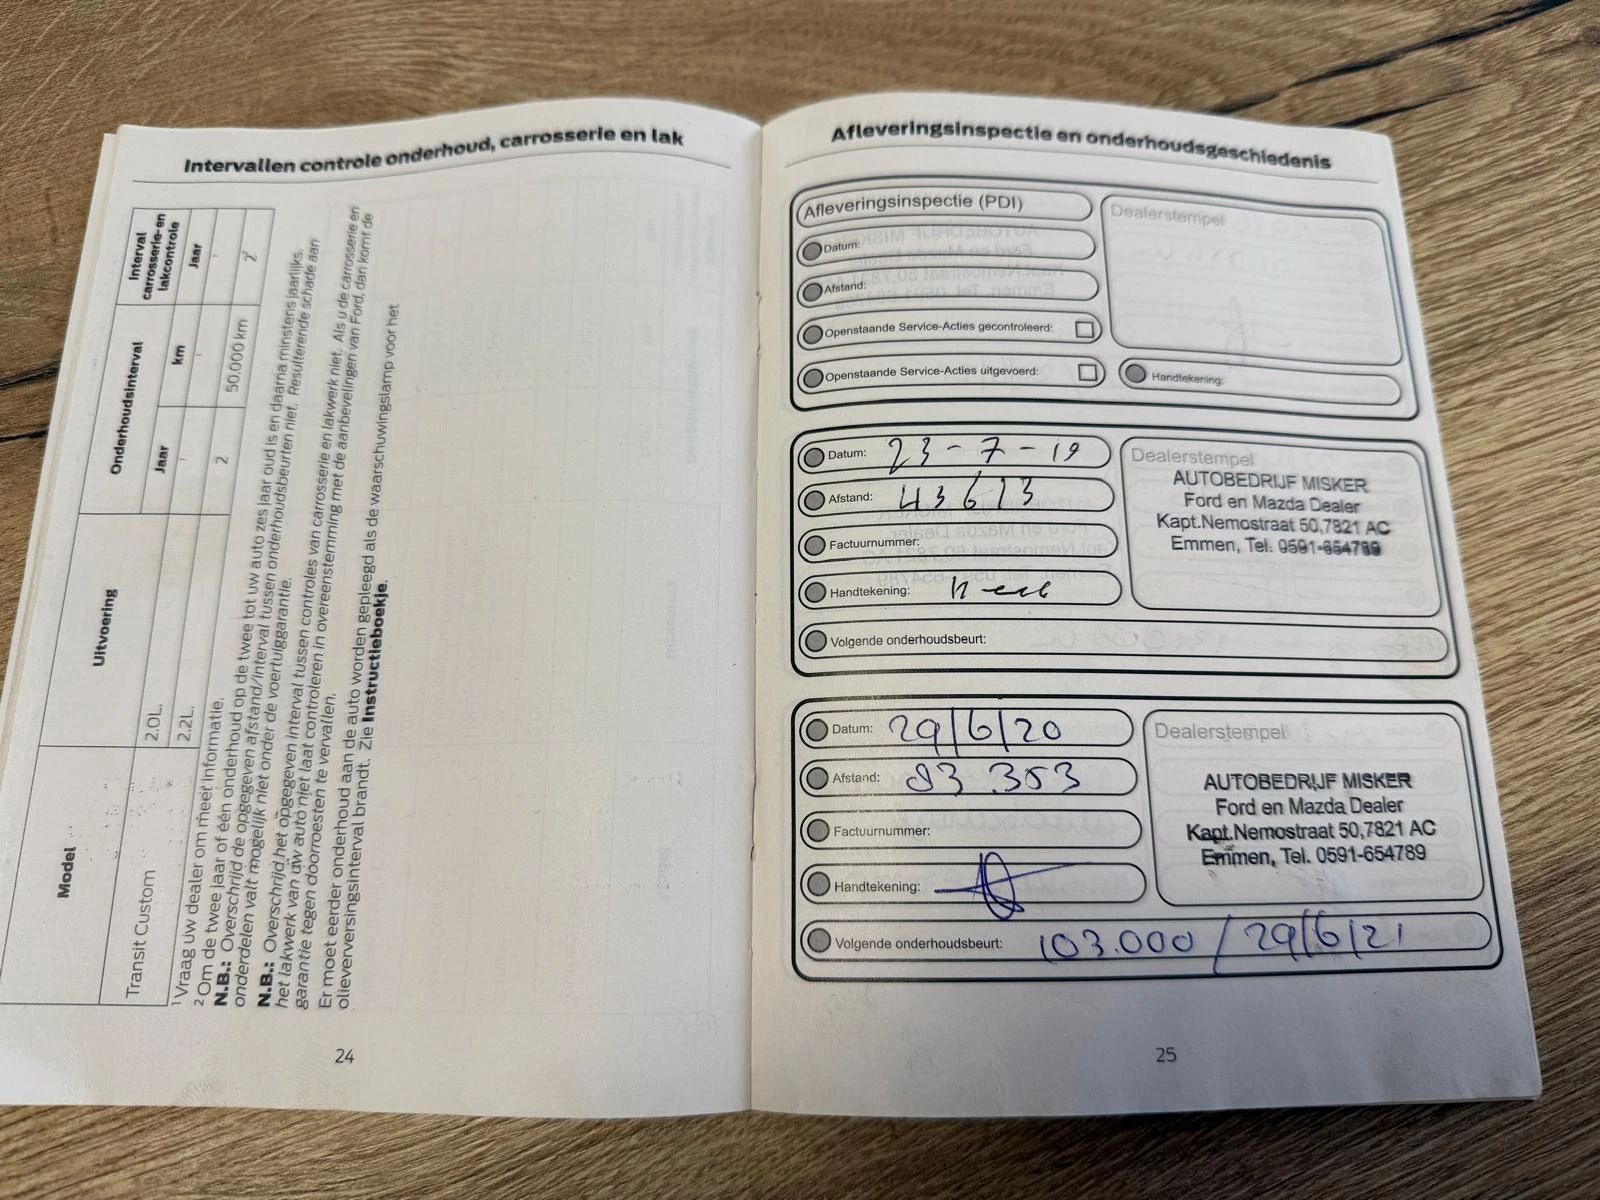 Intervallen controle onderhoud, carrosserie en lak
Model
Uitvoering
Onderhoudsinterval
Interval
carrosserie- en
lakcontrole
Jaar
km
Jaar
Transit Custom
2.0L.
1
1
1
2.2L.
2
50.000 km
2²
¹ Vraag uw dealer om meer informatie.
² Om de twee jaar of één onderhoud op de twee tot uw auto zes jaar oud is en daarna minstens jaarlijks.
N.B.: Overschrijd de opgegeven afstand/interval tussen onderhoudsbeurten niet. Resulterende schade aan
onderdelen valt mogelijk niet onder de voertuiggarantie.
N.B.: Overschrijd het opgegeven interval tussen controles van carrosserie en lakwerk niet. Als u de carrosserie en
het lakwerk van uw auto niet laat controleren in overeenstemming met de aanbevelingen van Ford, dan komt de
garantie tegen doorroesten te vervallen.
Er moet eerder onderhoud aan de auto worden gepleegd als de waarschuwingslamp voor het
olieverversingsinterval brandt. Zie Instructieboekje.
24
Afleveringsinspectie en onderhoudsgeschiedenis
Afleveringsinspectie (PDI)
Dealerstempel
Datum:
Afstand:
Openstaande Service-Acties gecontroleerd:
Openstaande Service-Acties uitgevoerd:
Handtekening:
Datum: 23-7-19
Afstand: 43613
Factuurnummer:
Handtekening:
Volgende onderhoudsbeurt:
Dealerstempel
AUTOBEDRIJF MISKER
Ford en Mazda Dealer
Kapt.Nemostraat 50,7821 AC
Emmen, Tel. 0591-654789
Datum: 29/6/20
Afstand: 83.353
Factuurnummer:
Handtekening:
Volgende onderhoudsbeurt: 103.000 / 29/6/21
Dealerstempel
AUTOBEDRIJF MISKER
Ford en Mazda Dealer
Kapt.Nemostraat 50,7821 AC
Emmen, Tel. 0591-654789
25